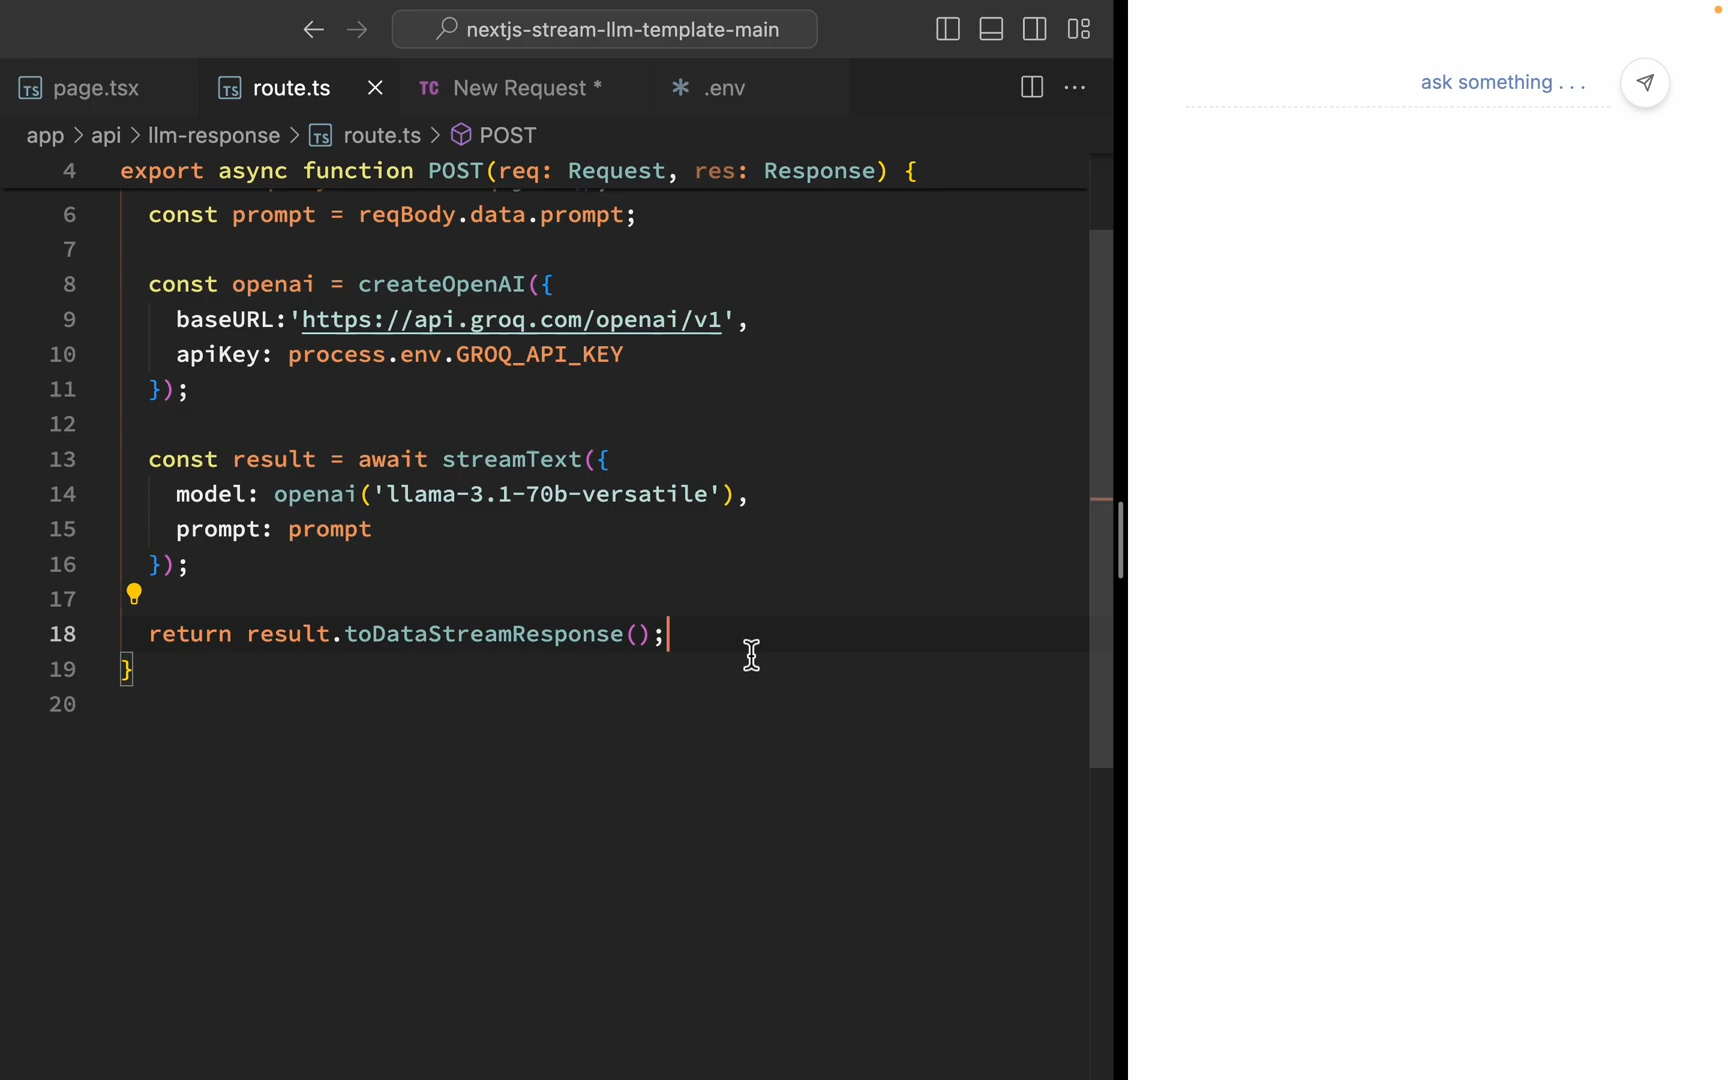 nextjs-stream-llm-template-main
TS page.tsx
TS route.ts
TC New Request *
* .env
app > api > llm-response > TS route.ts > POST
4 export async function POST(req: Request, res: Response) {
6 const prompt = reqBody.data.prompt;
7
8 const openai = createOpenAI({
9 baseURL:'https://api.groq.com/openai/v1',
10 apiKey: process.env.GROQ_API_KEY
11 });
12
13 const result = await streamText({
14 model: openai('llama-3.1-70b-versatile'),
15 prompt: prompt
16 });
17
18 return result.toDataStreamResponse();
19 }
20
ask something . . .